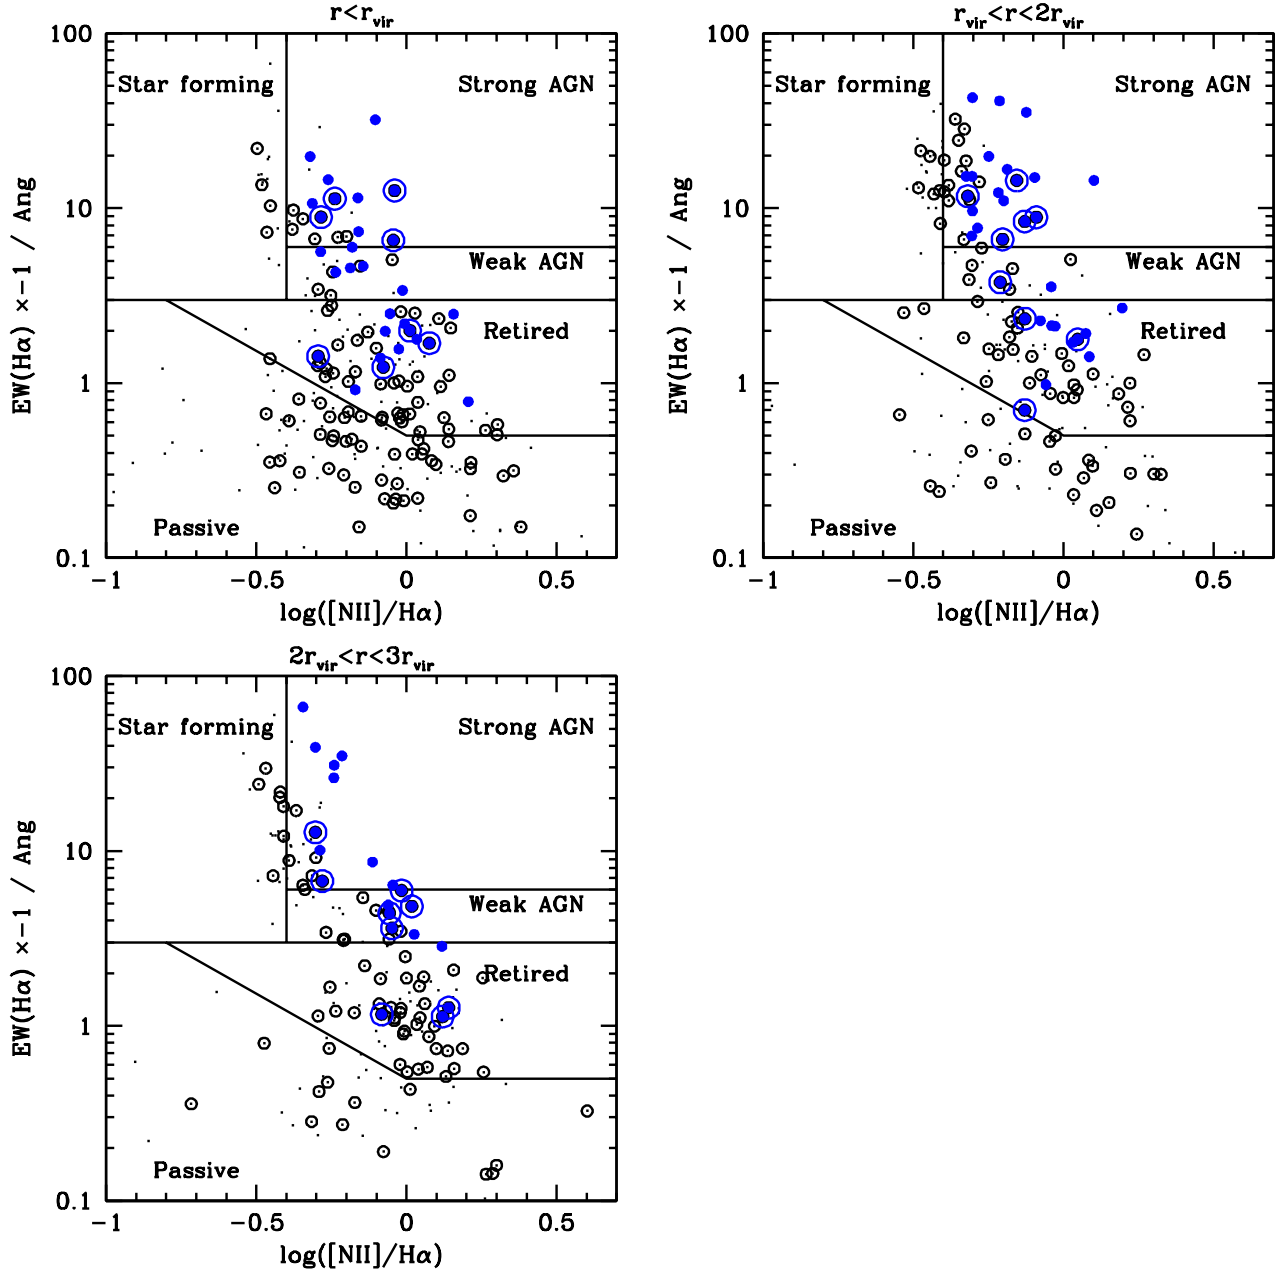 r<r_vir
100
10
1
0.1
EW(Hα) ×−1 / Ang
Star forming
Strong AGN
Weak AGN
Retired
Passive
−1
−0.5
0
0.5
log([NII]/Hα)
r_vir<r<2r_vir
100
10
1
0.1
EW(Hα) ×−1 / Ang
Star forming
Strong AGN
Weak AGN
Retired
Passive
−1
−0.5
0
0.5
log([NII]/Hα)
2r_vir<r<3r_vir
100
10
1
0.1
EW(Hα) ×−1 / Ang
Star forming
Strong AGN
Weak AGN
Retired
Passive
−1
−0.5
0
0.5
log([NII]/Hα)